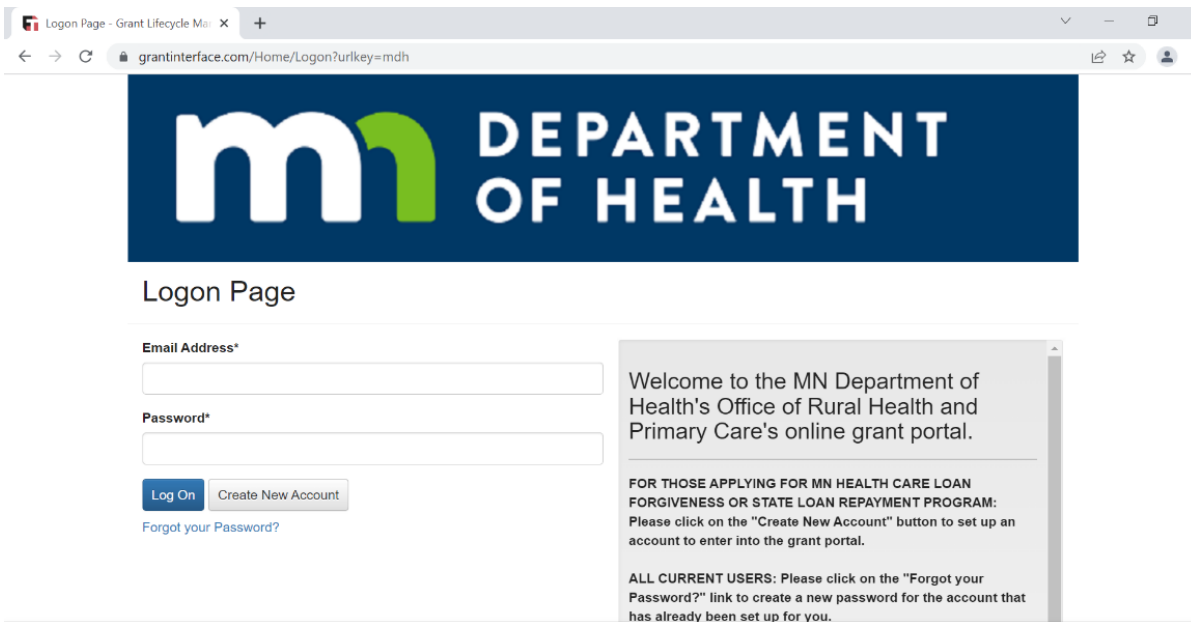 Logon Page - Grant Lifecycle Ma
grantinterface.com/Home/Logon?urlkey=mdh
mn DEPARTMENT
OF HEALTH
Logon Page
Email Address*
Password*
Log On
Create New Account
Forgot your Password?
Welcome to the MN Department of
Health's Office of Rural Health and
Primary Care's online grant portal.
FOR THOSE APPLYING FOR MN HEALTH CARE LOAN
FORGIVENESS OR STATE LOAN REPAYMENT PROGRAM:
Please click on the "Create New Account" button to set up an
account to enter into the grant portal.
ALL CURRENT USERS: Please click on the "Forgot your
Password?" link to create a new password for the account that
has already been set up for you.